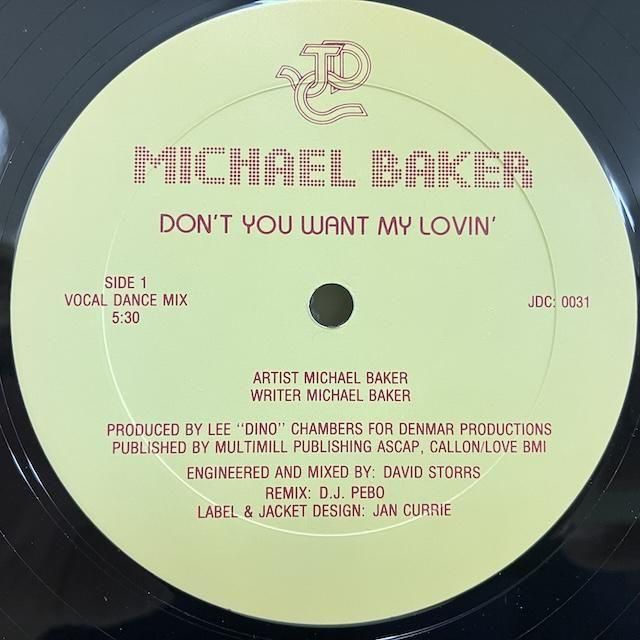 JDC
MICHAEL BAKER
DON'T YOU WANT MY LOVIN'
SIDE 1
VOCAL DANCE MIX
5:30
JDC: 0031
ARTIST MICHAEL BAKER
WRITER MICHAEL BAKER
PRODUCED BY LEE "DINO" CHAMBERS FOR DENMAR PRODUCTIONS
PUBLISHED BY MULTIMILL PUBLISHING ASCAP, CALLON/LOVE BMI
ENGINEERED AND MIXED BY: DAVID STORRS
REMIX: D.J. PEBO
LABEL & JACKET DESIGN: JAN CURRIE